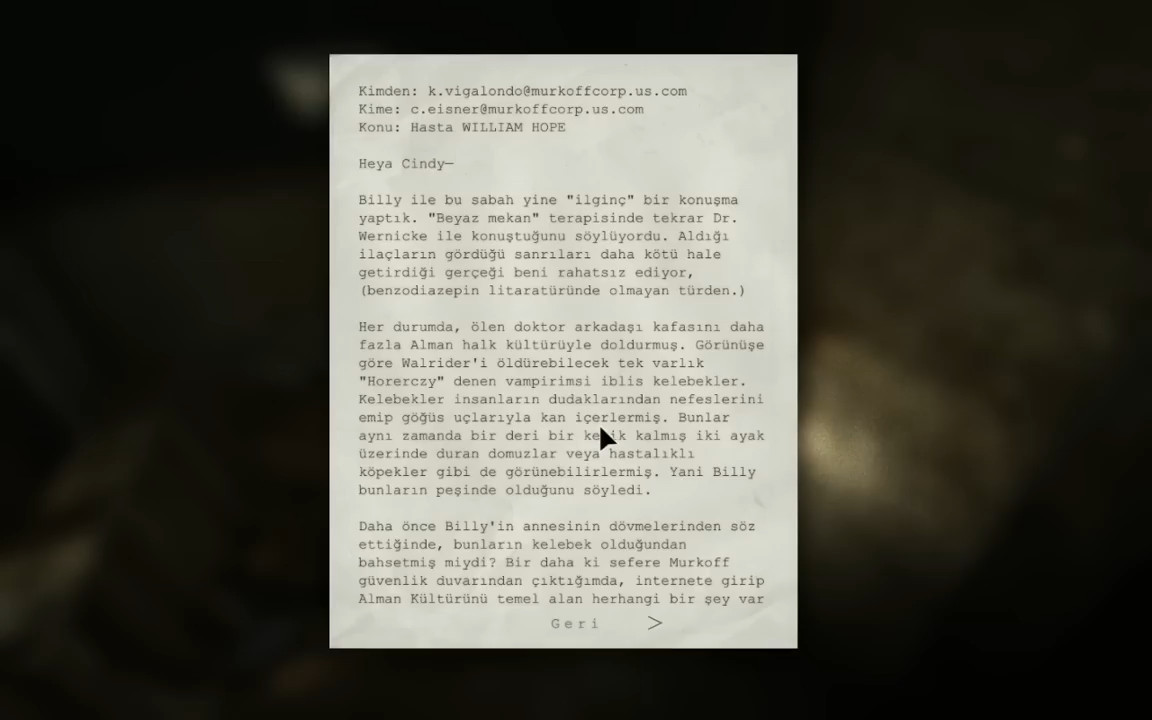 Kimden: k.vigalondo@murkoffcorp.us.com
Kime: c.eisner@murkoffcorp.us.com
Konu: Hasta WILLIAM HOPE
Heya Cindy—
Billy ile bu sabah yine "ilginç" bir konuşma
yaptık. "Beyaz mekan" terapisinde tekrar Dr.
Wernicke ile konuştuğunu söylüyordu. Aldığı
ilaçların gördüğü sanrıları daha kötü hale
getirdiği gerçeği beni rahatsız ediyor,
(benzodiazepin litaratüründe olmayan türden.)
Her durumda, ölen doktor arkadaşı kafasını daha
fazla Alman halk kültürüyle doldurmuş. Görünüşe
göre Walrider'i öldürebilecek tek varlık
"Horerczy" denen vampirimsi iblis kelebekler.
Kelebekler insanların dudaklarından nefeslerini
emip göğüs uçlarıyla kan içerlermiş. Bunlar
aynı zamanda bir deri bir kalmış iki ayak
üzerinde duran domuzlar veya hastalıklı
köpekler gibi de görünebilirlermiş. Yani Billy
bunların peşinde olduğunu söyledi.
Daha önce Billy'in annesinin dövmelerinden söz
ettiğinde, bunların kelebek olduğundan
bahsetmiş miydi? Bir daha ki sefere Murkoff
güvenlik duvarından çıktığımda, internete girip
Alman Kültürünü temel alan herhangi bir şey var
Geri >